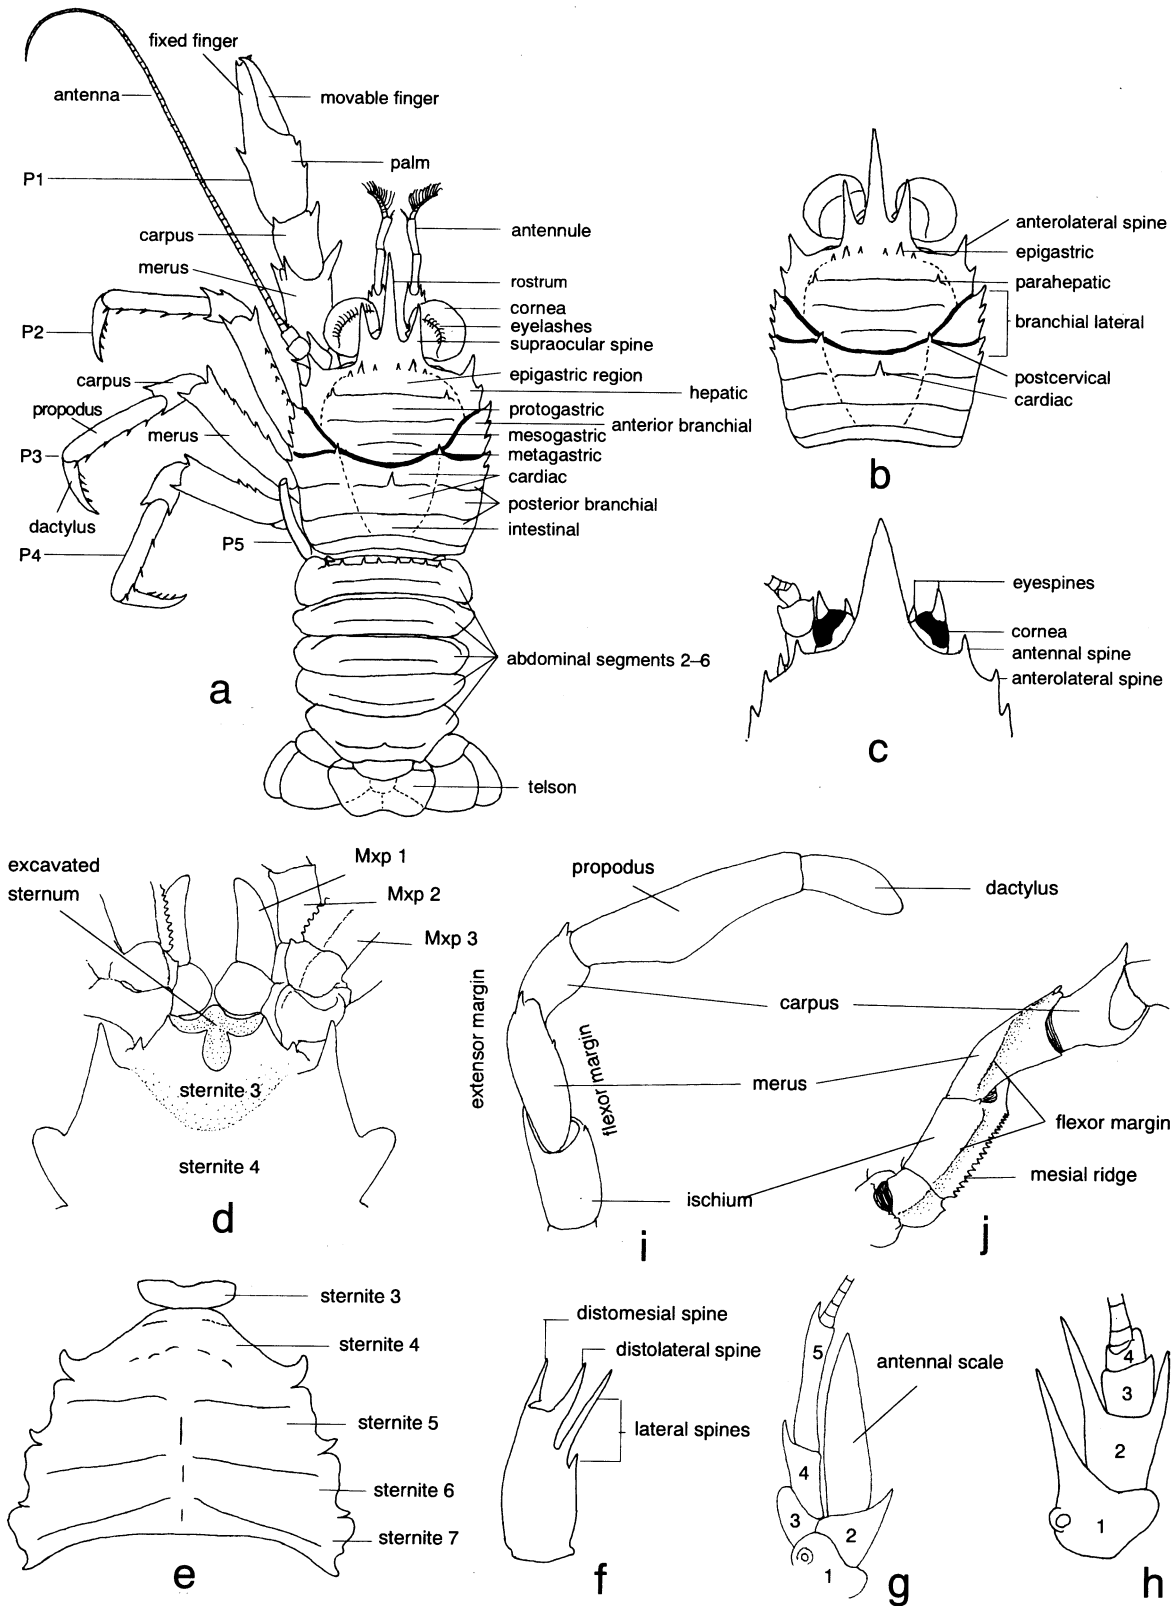 fixed finger
antenna
movable finger
palm
P1
carpus
antennule
merus
rostrum
cornea
P2
eyelashes
supraocular spine
epigastric region
carpus
hepatic
propodus
protogastric
anterior branchial
merus
mesogastric
P3
metagastric
cardiac
posterior branchial
dactylus
intestinal
P5
P4
abdominal segments 2–6
a
telson
anterolateral spine
epigastric
parahepatic
branchial lateral
postcervical
cardiac
b
eyespines
cornea
antennal spine
anterolateral spine
c
excavated
sternum
Mxp 1
Mxp 2
Mxp 3
sternite 3
sternite 4
d
propodus
dactylus
extensor margin
flexor margin
carpus
merus
flexor margin
mesial ridge
ischium
i
j
sternite 3
sternite 4
sternite 5
sternite 6
sternite 7
e
distomesial spine
distolateral spine
lateral spines
f
5
antennal scale
4
3
2
1
g
4
3
2
1
h